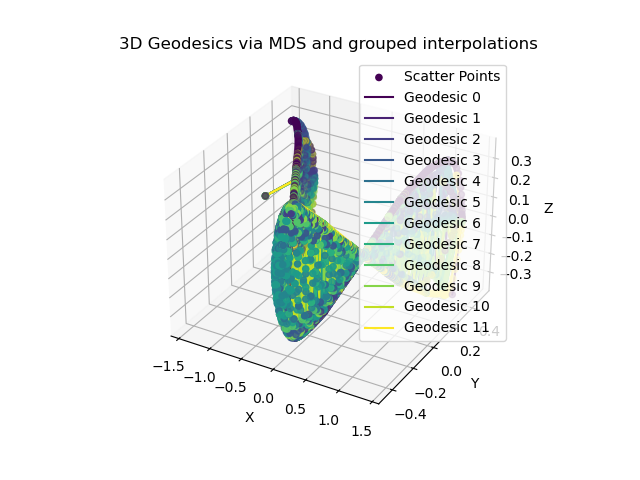 3D Geodesics via MDS and grouped interpolations
Scatter Points
Geodesic 0
Geodesic 1
Geodesic 2
Geodesic 3
Geodesic 4
Geodesic 5
Geodesic 6
Geodesic 7
Geodesic 8
Geodesic 9
Geodesic 10
Geodesic 11
0.3
0.2
0.1
0.0
-0.1
-0.2
-0.3
Z
0.4
0.2
0.0
-0.2
-0.4
Y
-1.5
-1.0
-0.5
0.0
0.5
1.0
1.5
X